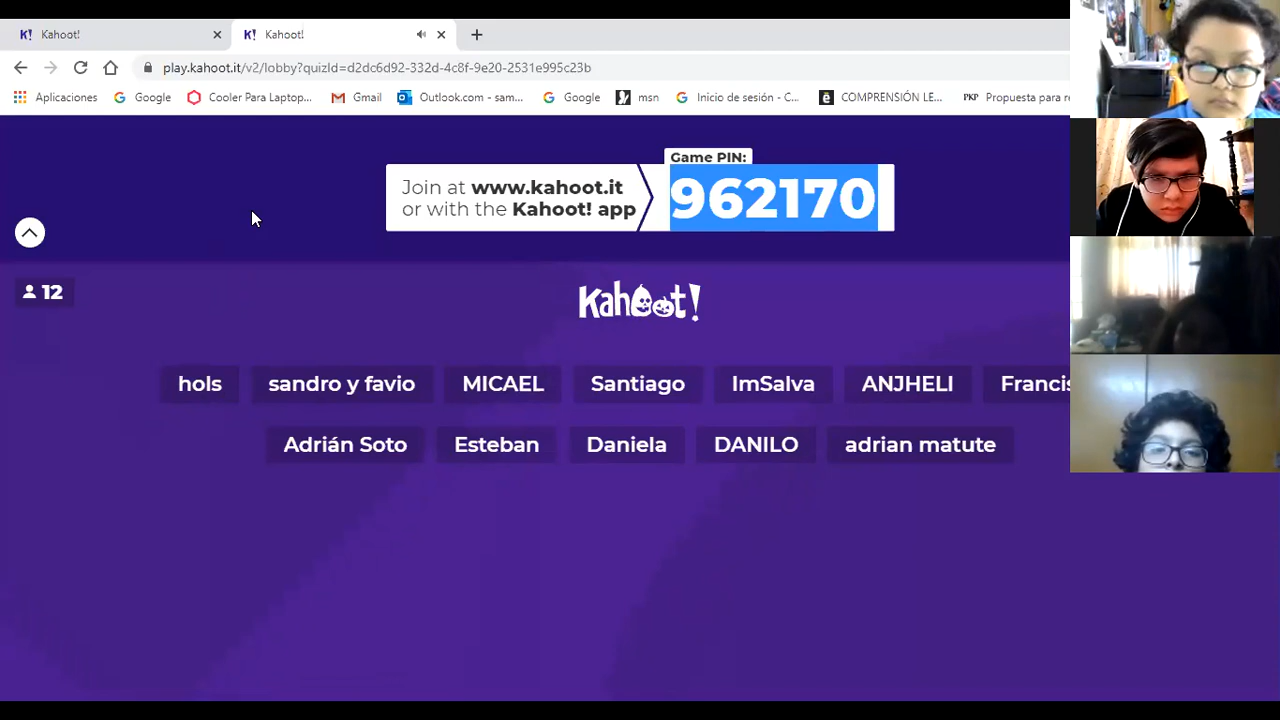 Kahoot!
Kahoot!
play.kahoot.it/v2/lobby?quizId=d2dc6d92-332d-4c8f-9e20-2531e995c23b
Aplicaciones Google Cooler Para Laptop... Gmail Outlook.com - sam... Google msn Inicio de sesión - C... COMPRENSIÓN LE... PKP Propuesta para re
Game PIN:
Join at www.kahoot.it
or with the Kahoot! app
962170
12
Kahoot!
hols sandro y favio MICAEL Santiago ImSalva ANJHELI Francis
Adrián Soto Esteban Daniela DANILO adrian matute